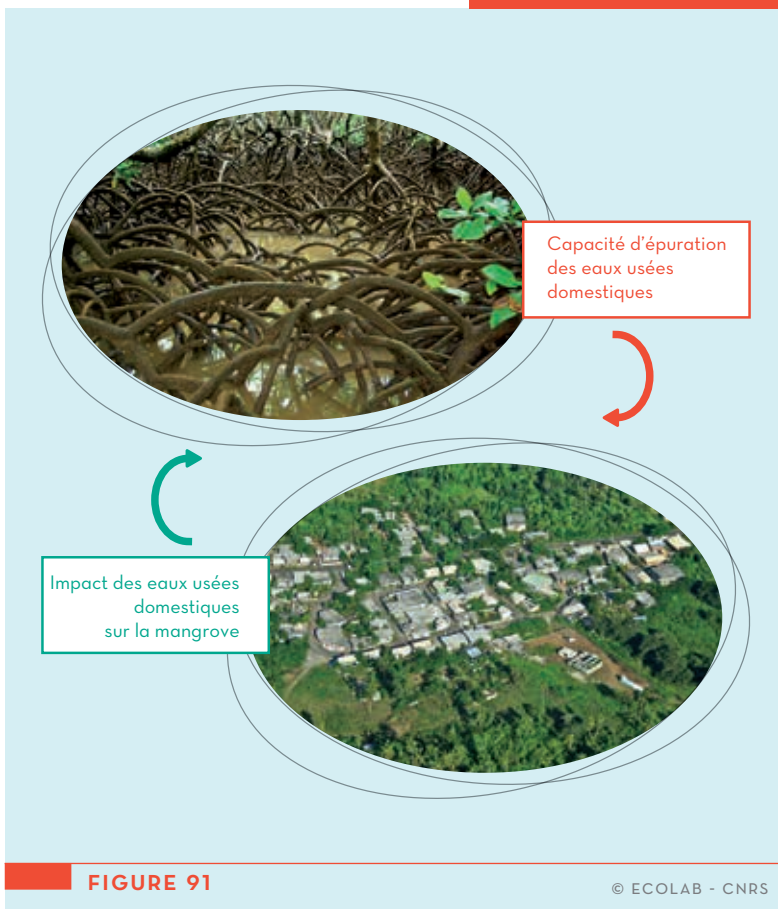 Capacité d'épuration
des eaux usées
domestiques
Impact des eaux usées
domestiques
sur la mangrove
FIGURE 91
© ECOLAB - CNRS